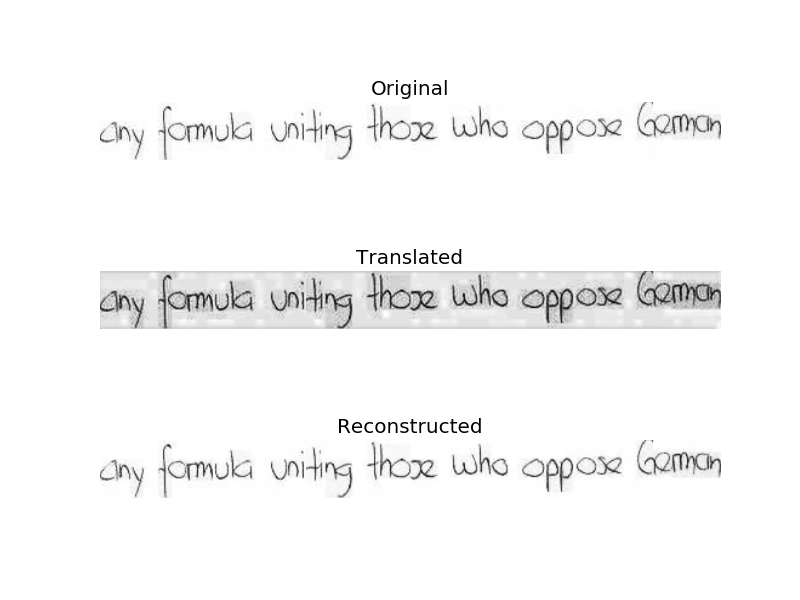 Original
any formula uniting those who oppose German
Translated
any formula uniting those who oppose German
Reconstructed
any formula uniting those who oppose German